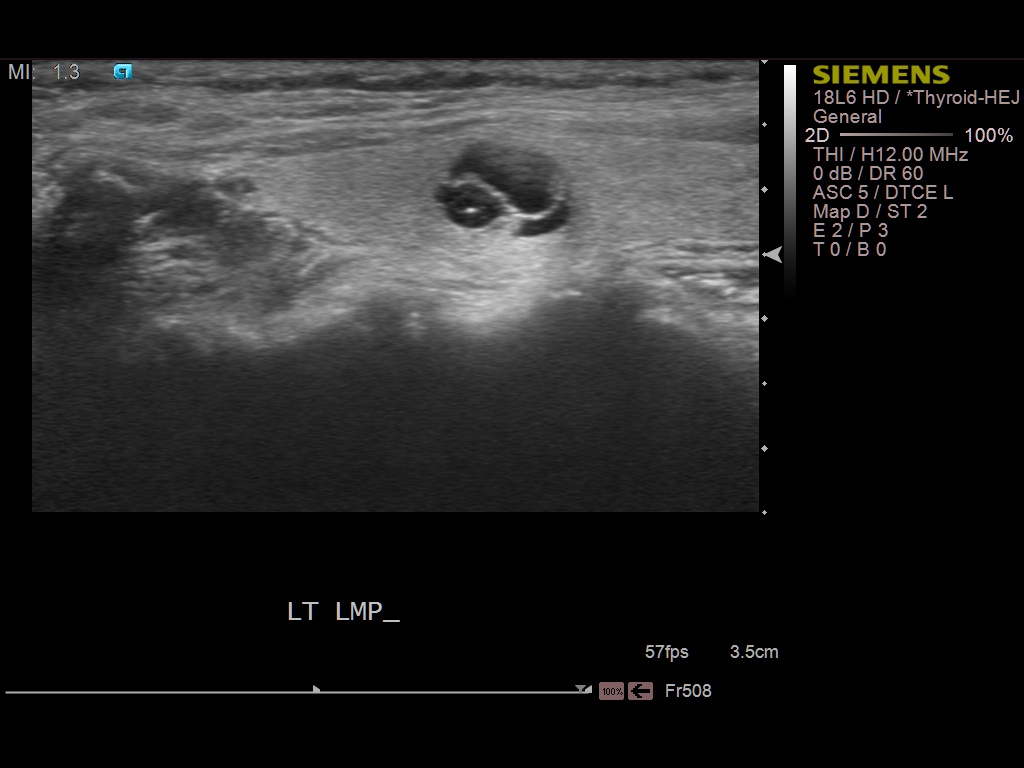 MI: 1.3
SIEMENS
18L6 HD / *Thyroid-HEJ
General
2D 100%
THI / H12.00 MHz
0 dB / DR 60
ASC 5 / DTCE L
Map D / ST 2
E 2 / P 3
T 0 / B 0
LT LMP_
57fps 3.5cm
100% Fr508